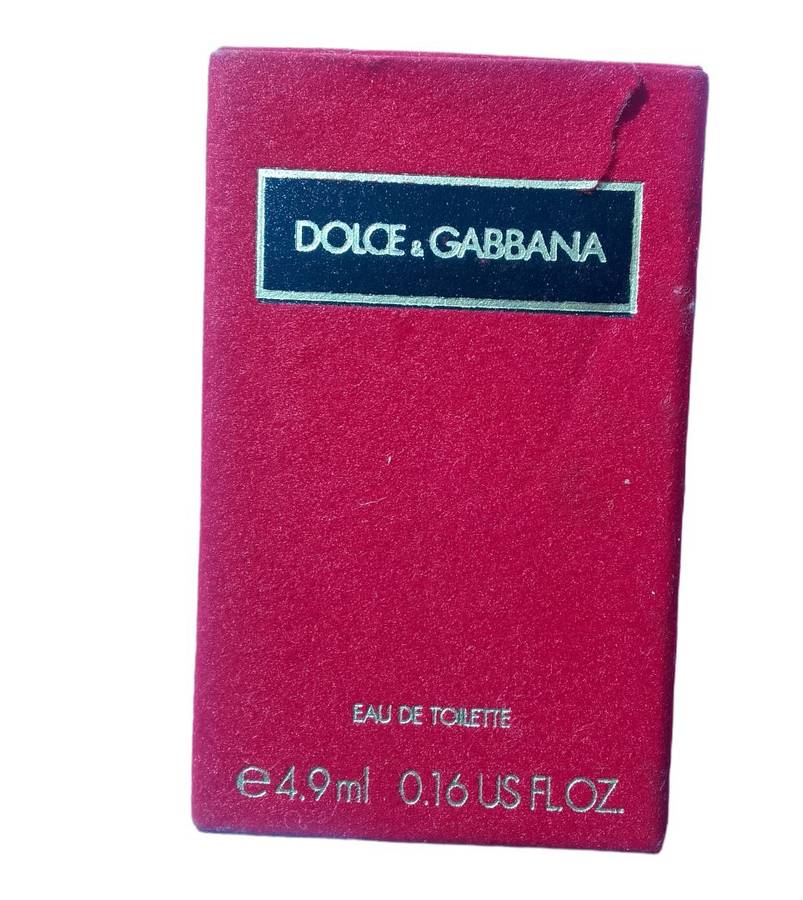 DOLCE & GABBANA
EAU DE TOILETTE
℮4.9ml 0.16 US FL.OZ.